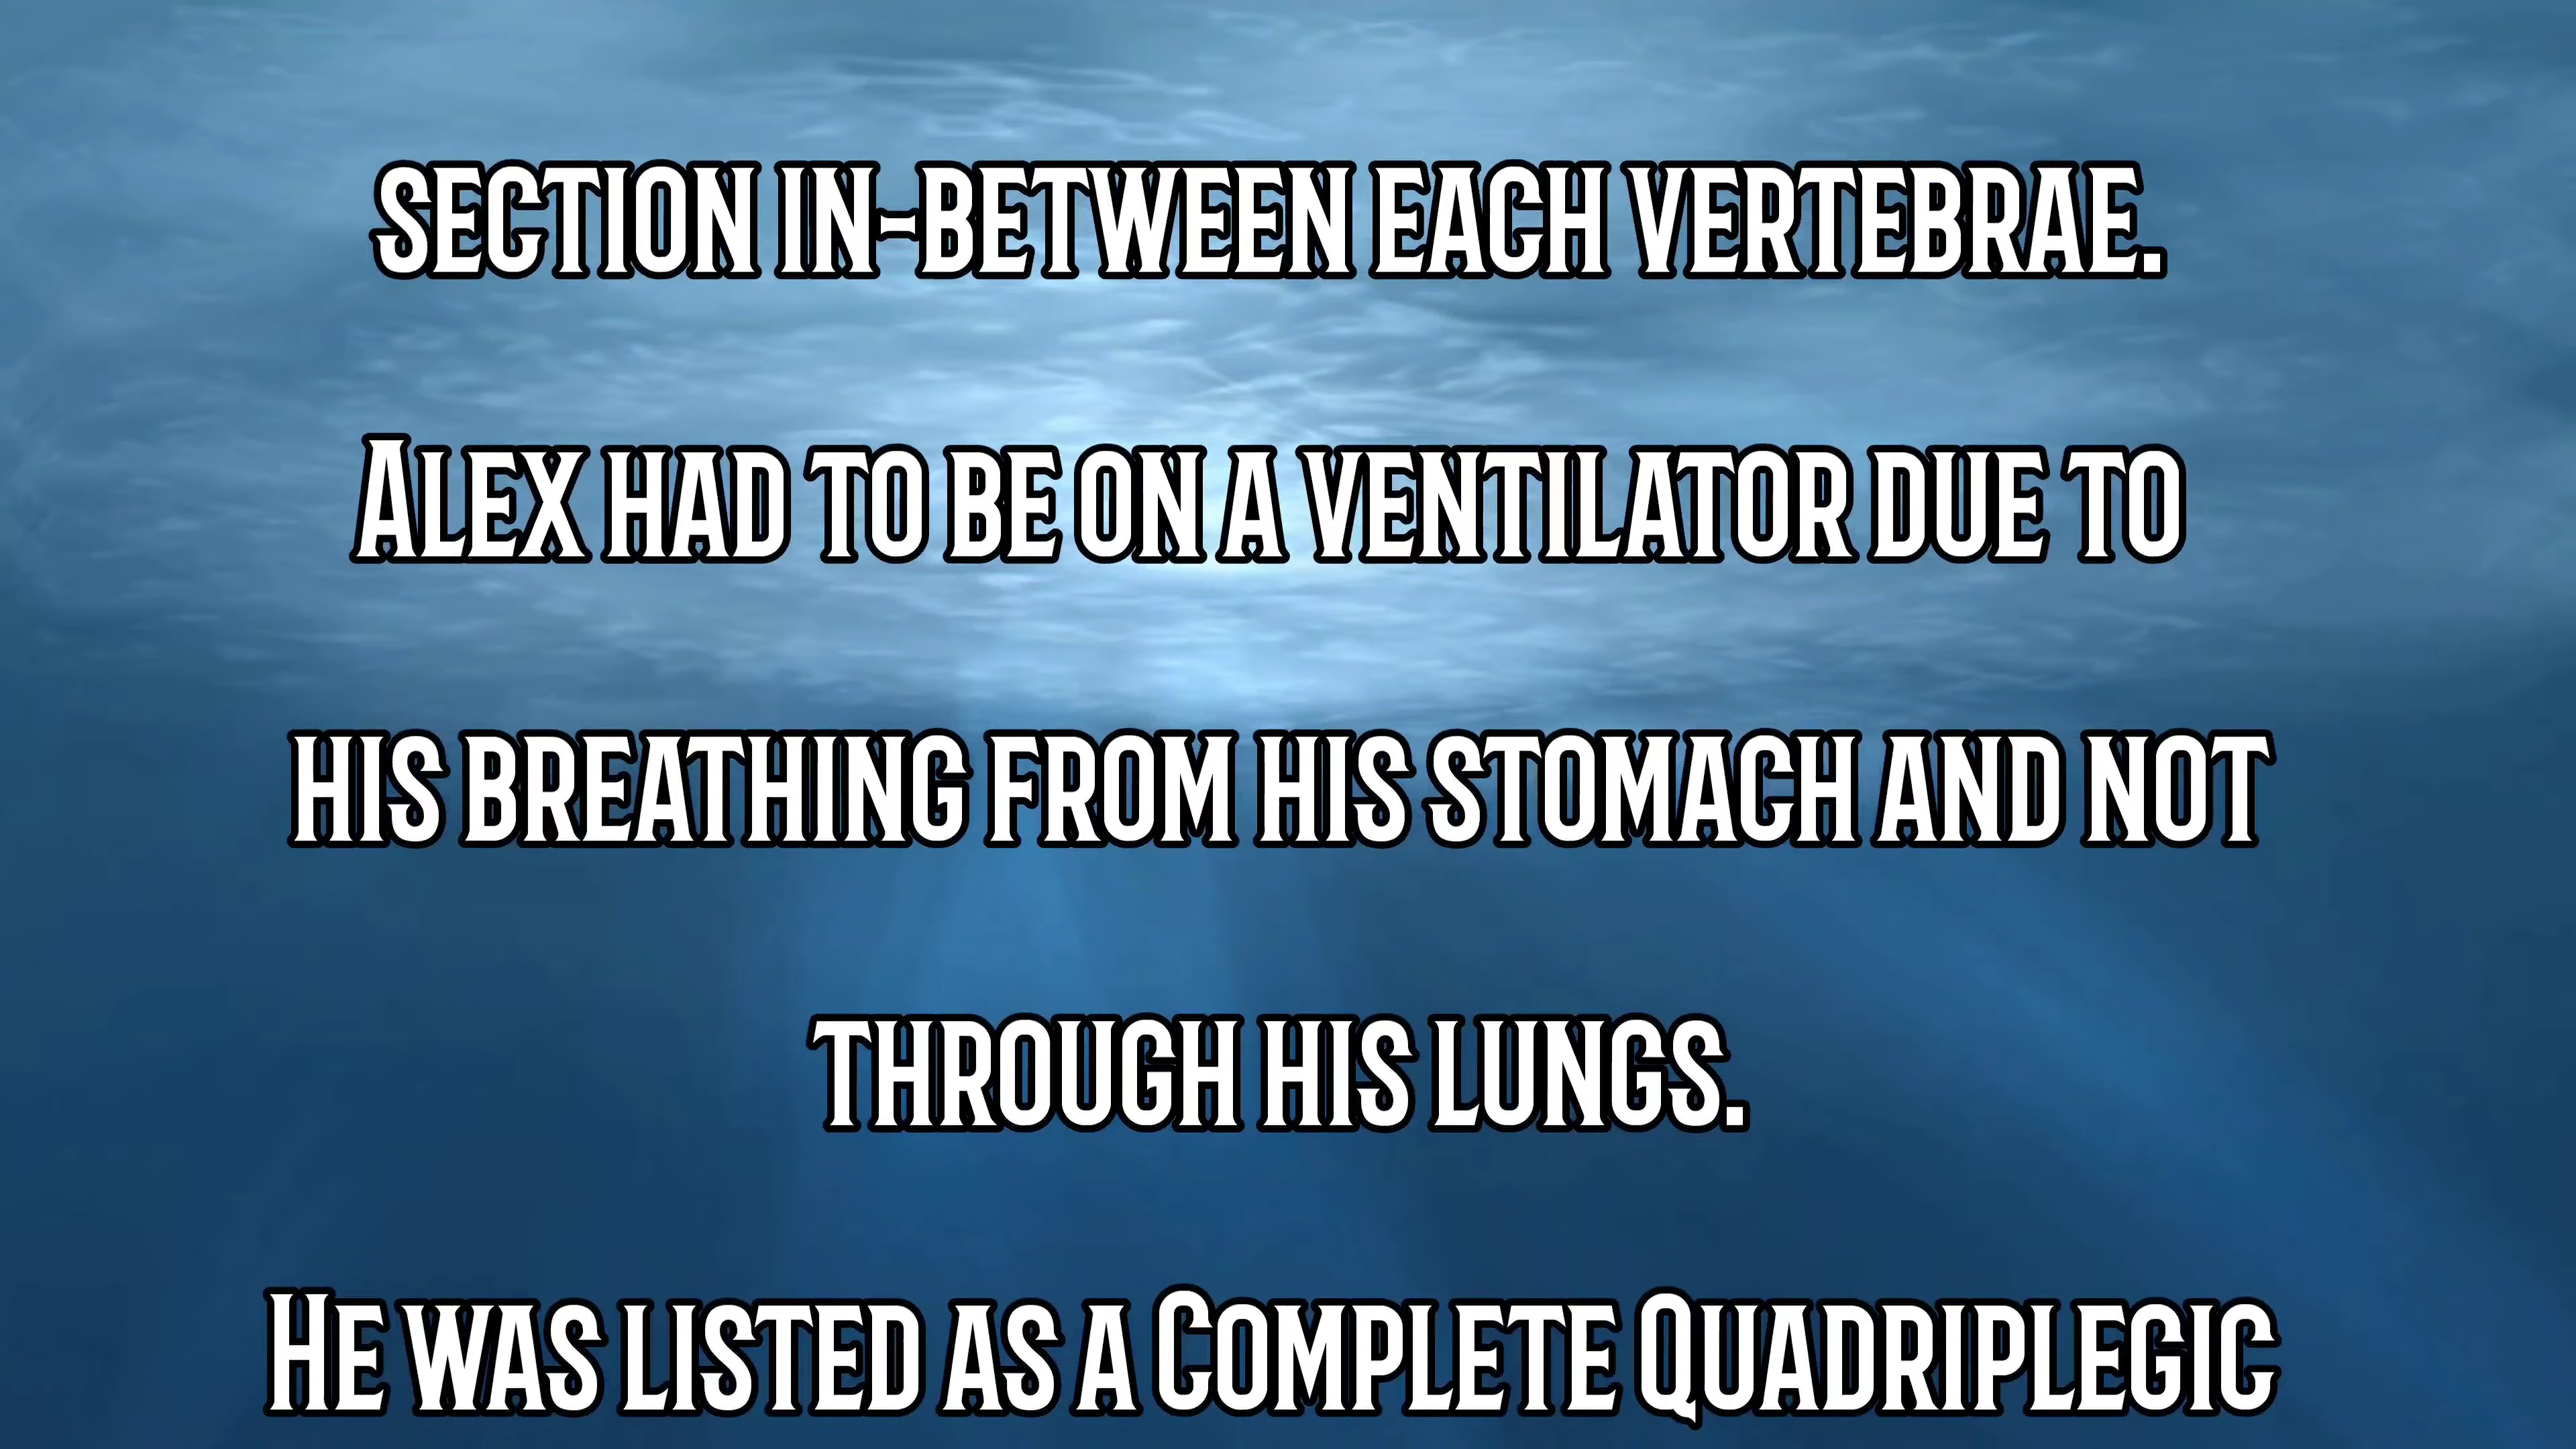 section in-between each vertebrae.
Alex had to be on a ventilator due to
his breathing from his stomach and not
through his lungs.
He was listed as a Complete Quadriplegic